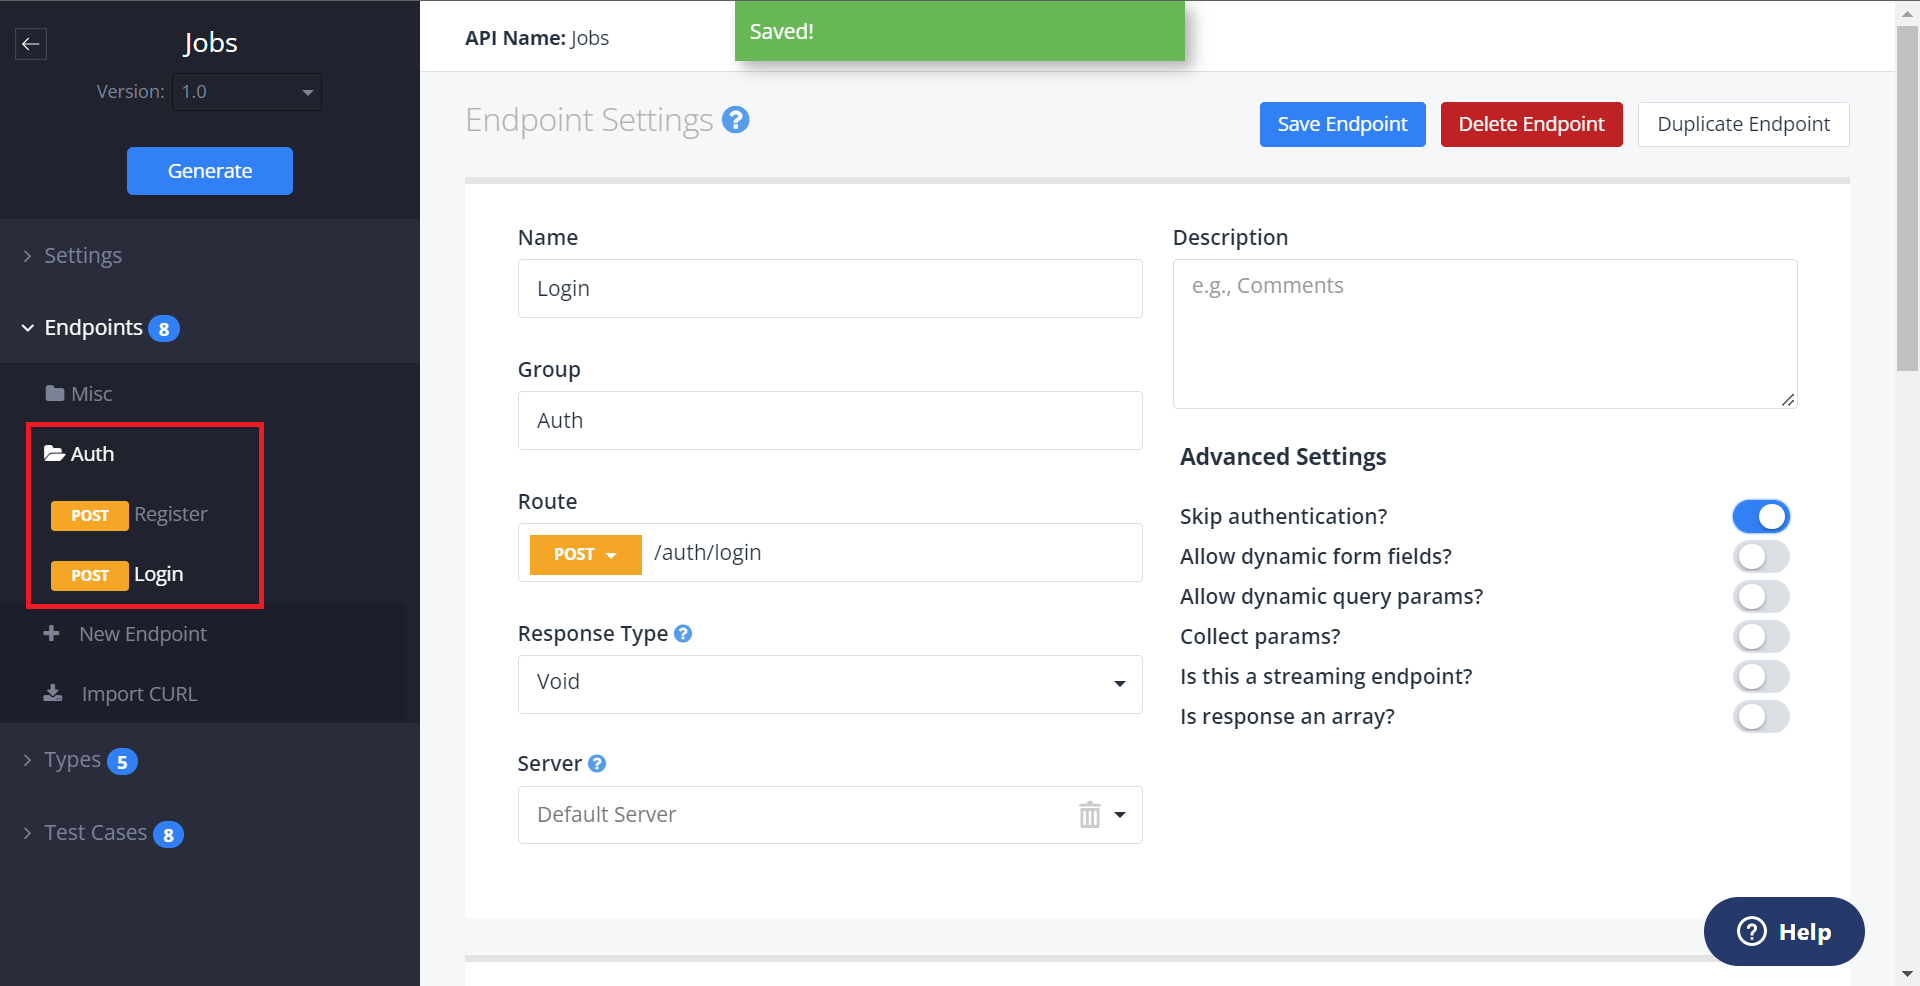 Jobs
Version: 1.0
Generate
Settings
Endpoints 8
Misc
Auth
POST Register
POST Login
New Endpoint
Import CURL
Types 5
Test Cases 8
API Name: Jobs
Saved!
Endpoint Settings ?
Save Endpoint
Delete Endpoint
Duplicate Endpoint
Name
Login
Group
Auth
Route
POST /auth/login
Response Type ?
Void
Server ?
Default Server
Description
e.g., Comments
Advanced Settings
Skip authentication?
Allow dynamic form fields?
Allow dynamic query params?
Collect params?
Is this a streaming endpoint?
Is response an array?
? Help